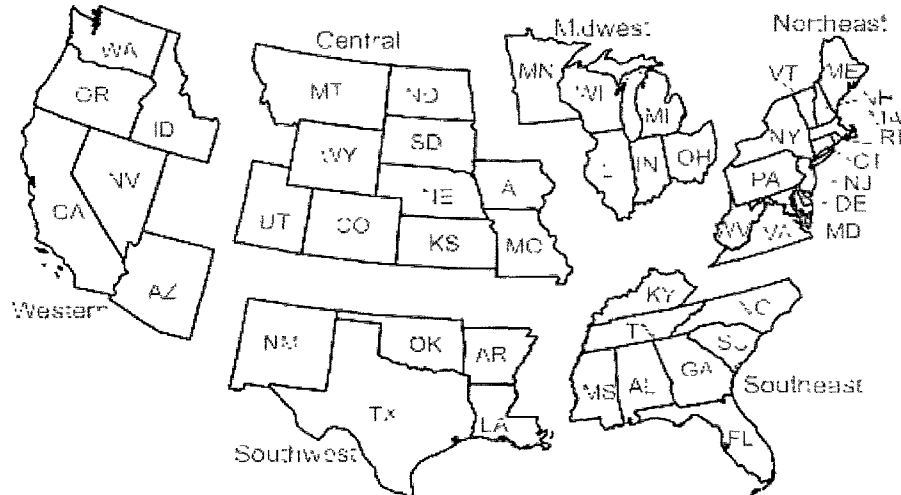 Western
WA
OR
ID
NV
CA
AZ
Central
MT
ND
SD
WY
NE
IA
UT
CO
KS
MO
Midwest
MN
WI
MI
IL
IN
OH
Northeast
VT
ME
NH
MA
RI
CT
NJ
DE
MD
NY
PA
WV
VA
Southwest
NM
OK
AR
TX
LA
Southeast
KY
TN
NC
SC
MS
AL
GA
FL